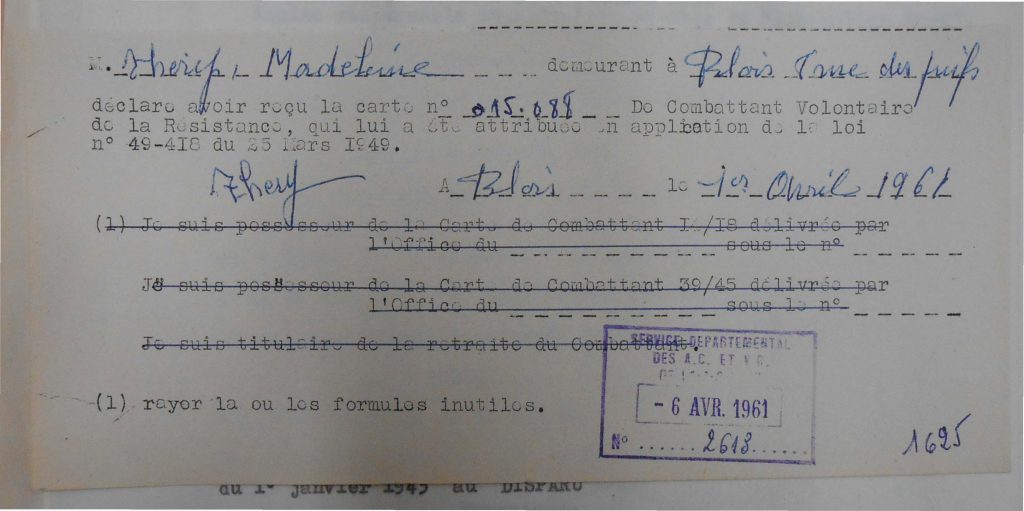 M. Thery, Madeleine demeurant à Blois 1 rue des juifs
déclare avoir reçu la carte n° 015.088 De Combattant Volontaire
de la Résistance, qui lui a été attribuée en application de la loi
n° 49-418 du 25 Mars 1949.
Thery A Blois le 1er Avril 1961
(1) Je suis possesseur de la Carte de Combattant 14/18 délivrée par
l'Office du sous le n°
Je suis possesseur de la Carte de Combattant 39/45 délivrée par
l'Office du sous le n°
Je suis titulaire de la retraite du Combattant.
SERVICE DEPARTEMENTAL
DES A.C. ET V.G.
- 6 AVR. 1961
(1) rayer la ou les formules inutiles.
N° ...... 2613 ......
1625
du 1er janvier 1945 au DISPARU